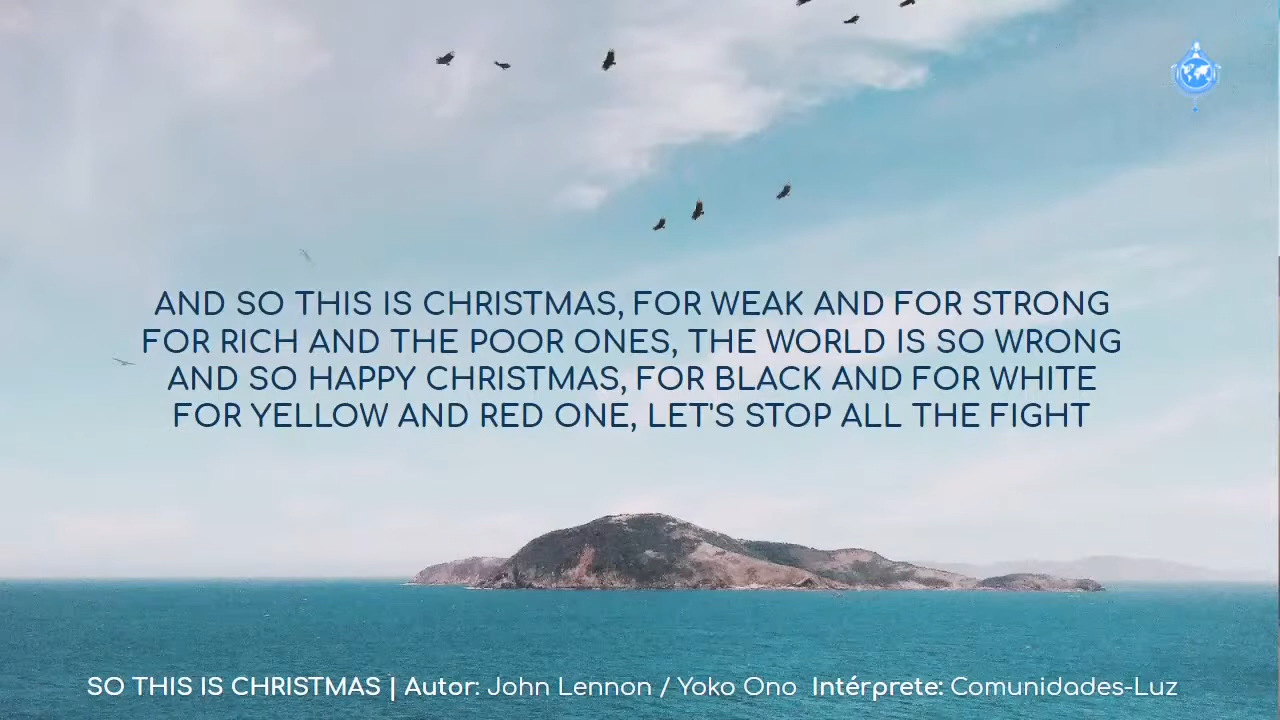 AND SO THIS IS CHRISTMAS, FOR WEAK AND FOR STRONG
FOR RICH AND THE POOR ONES, THE WORLD IS SO WRONG
AND SO HAPPY CHRISTMAS, FOR BLACK AND FOR WHITE
FOR YELLOW AND RED ONE, LET'S STOP ALL THE FIGHT
SO THIS IS CHRISTMAS | Autor: John Lennon / Yoko Ono Intérprete: Comunidades-Luz